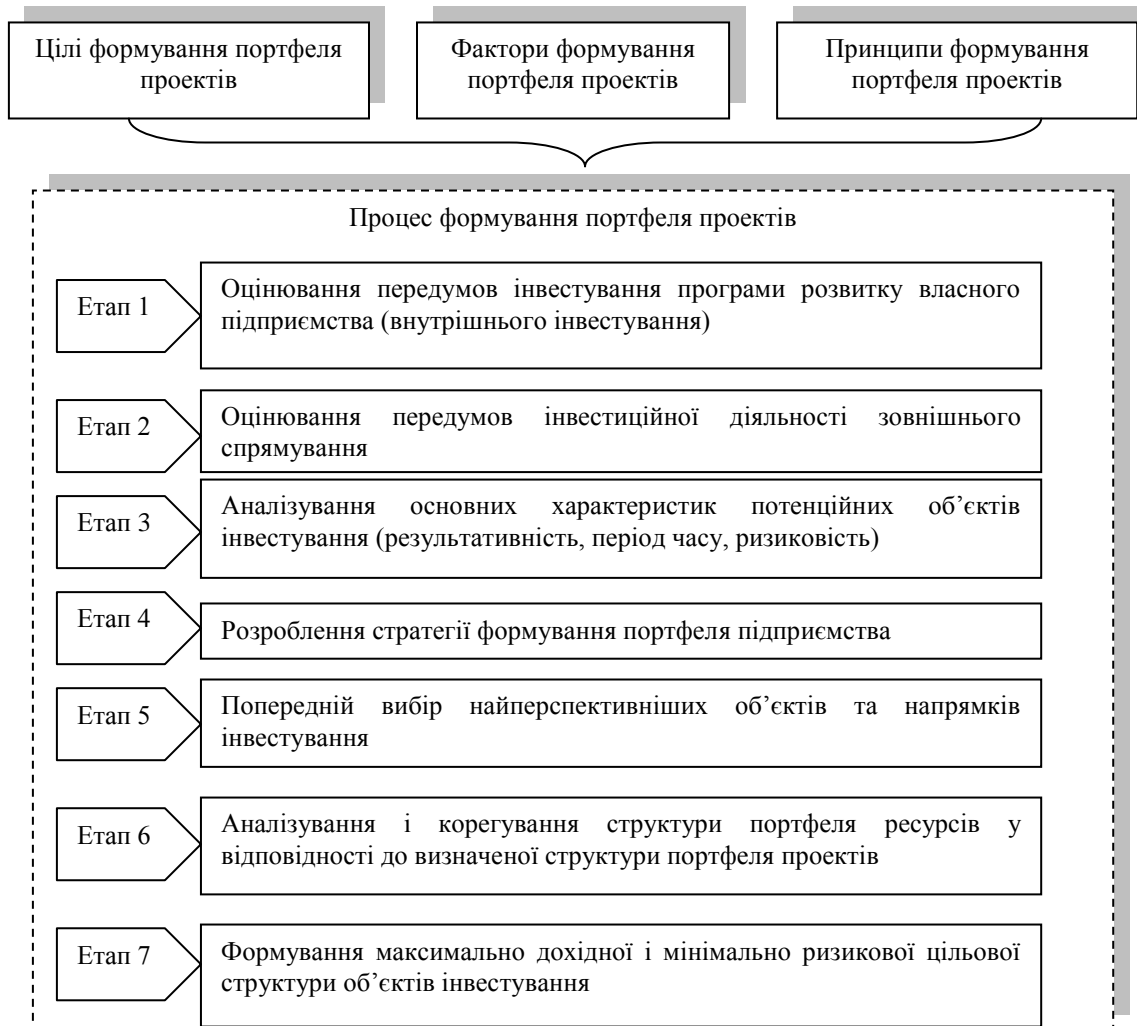 Цілі формування портфеля
проектів
Фактори формування
портфеля проектів
Принципи формування
портфеля проектів
Процес формування портфеля проектів
Етап 1
Оцінювання передумов інвестування програми розвитку власного
підприємства (внутрішнього інвестування)
Етап 2
Оцінювання передумов інвестиційної діяльності зовнішнього
спрямування
Етап 3
Аналізування основних характеристик потенційних об’єктів
інвестування (результативність, період часу, ризиковість)
Етап 4
Розроблення стратегії формування портфеля підприємства
Етап 5
Попередній вибір найперспективніших об’єктів та напрямків
інвестування
Етап 6
Аналізування і корегування структури портфеля ресурсів у
відповідності до визначеної структури портфеля проектів
Етап 7
Формування максимально дохідної і мінімально ризикової цільової
структури об’єктів інвестування